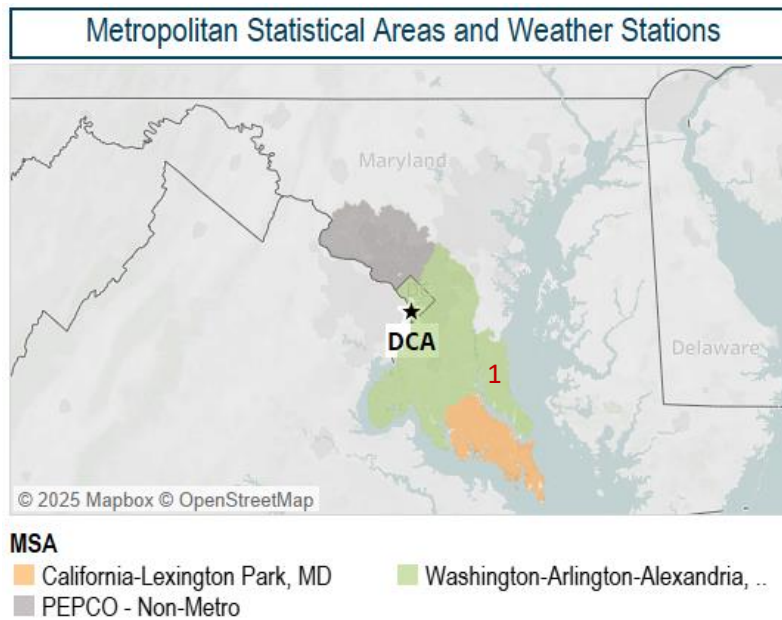 Metropolitan Statistical Areas and Weather Stations
Maryland
DCA
1
Delaware
© 2025 Mapbox © OpenStreetMap
MSA
California-Lexington Park, MD
Washington-Arlington-Alexandria, ..
PEPCO - Non-Metro